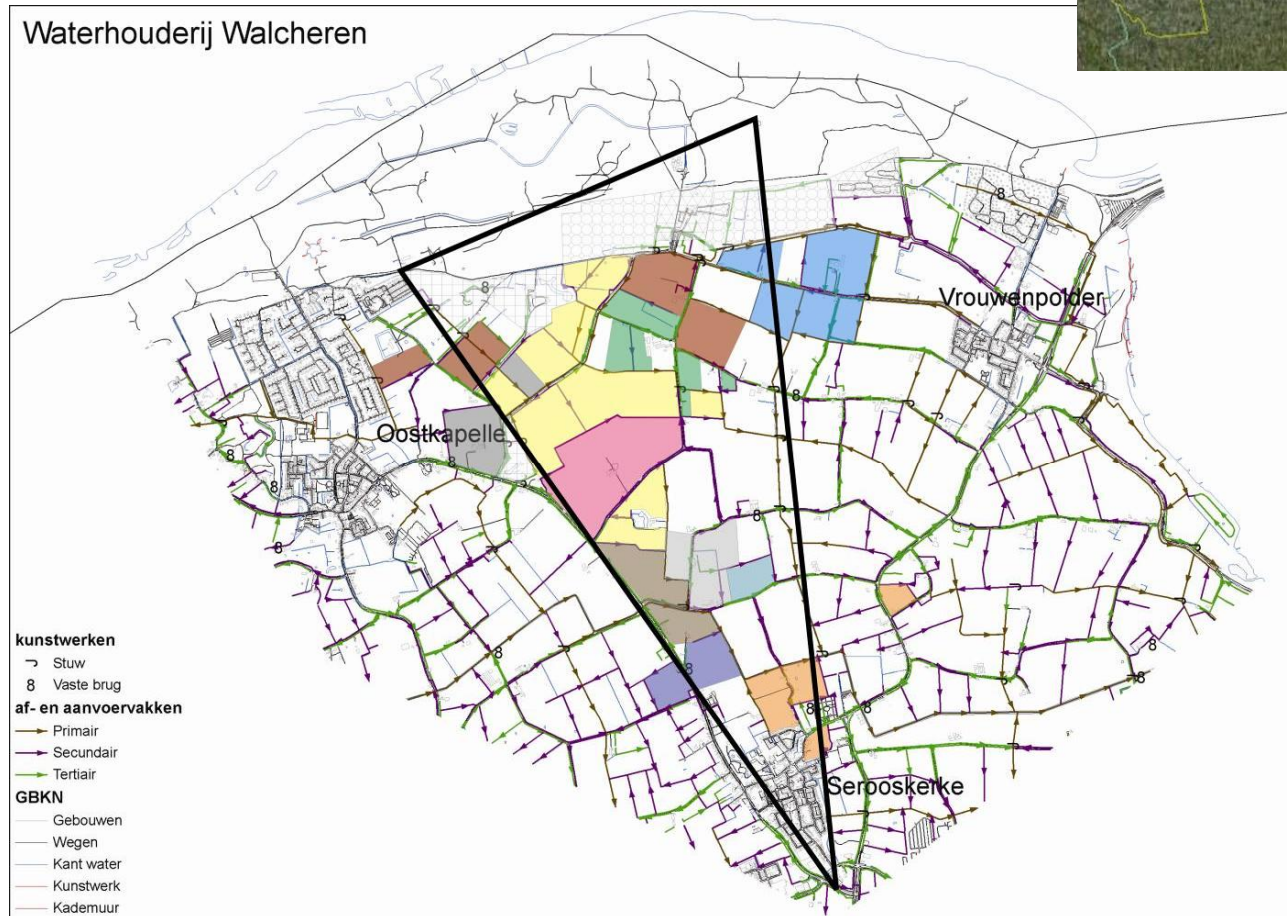 Waterhouderij Walcheren
Vrouwenpolder
Oostkapelle
Serooskerke
kunstwerken
Stuw
8 Vaste brug
af- en aanvoervakken
Primair
Secundair
Tertiair
GBKN
Gebouwen
Wegen
Kant water
Kunstwerk
Kademuur